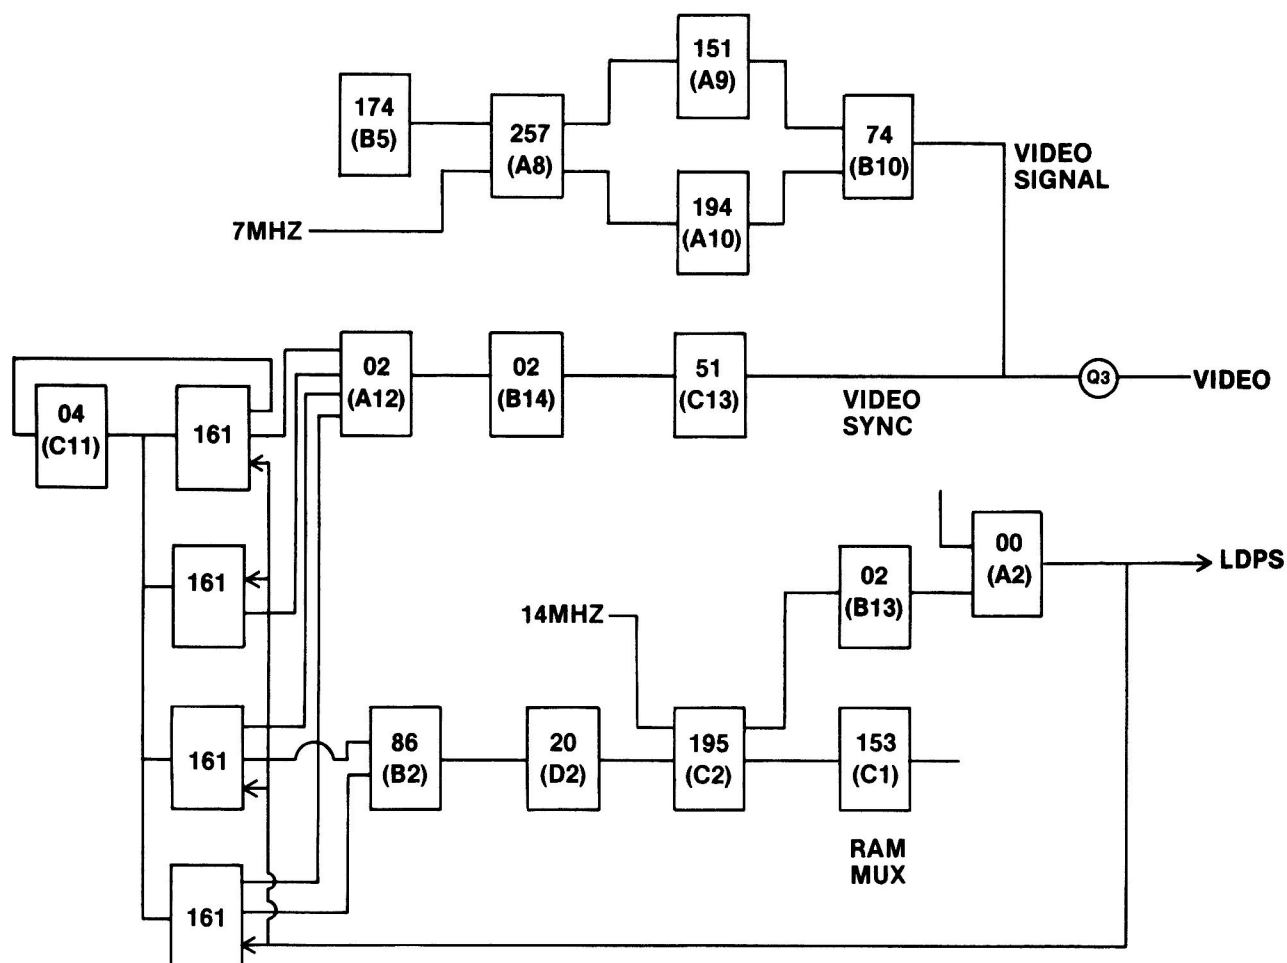 151
(A9)
174
(B5)
257
(A8)
74
(B10)
VIDEO
SIGNAL
194
(A10)
7MHZ
02
(A12)
02
(B14)
51
(C13)
VIDEO
SYNC
Q3
VIDEO
04
(C11)
161
161
00
(A2)
LDPS
02
(B13)
14MHZ
161
86
(B2)
20
(D2)
195
(C2)
153
(C1)
RAM
MUX
161